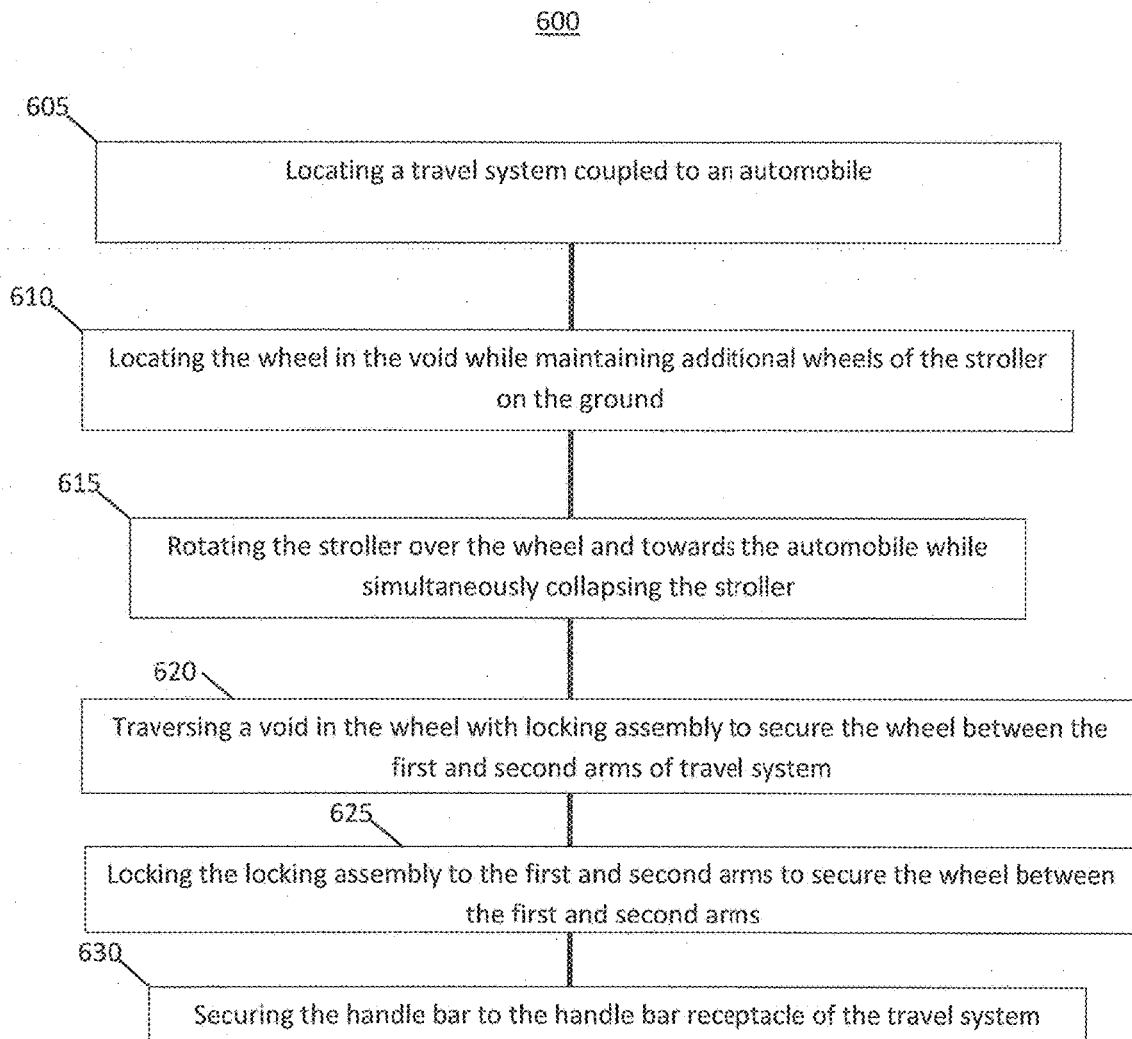 600
605
Locating a travel system coupled to an automobile
610
Locating the wheel in the void while maintaining additional wheels of the stroller
on the ground
615
Rotating the stroller over the wheel and towards the automobile while
simultaneously collapsing the stroller
620
Traversing a void in the wheel with locking assembly to secure the wheel between the
first and second arms of travel system
625
Locking the locking assembly to the first and second arms to secure the wheel between
the first and second arms
630
Securing the handle bar to the handle bar receptacle of the travel system